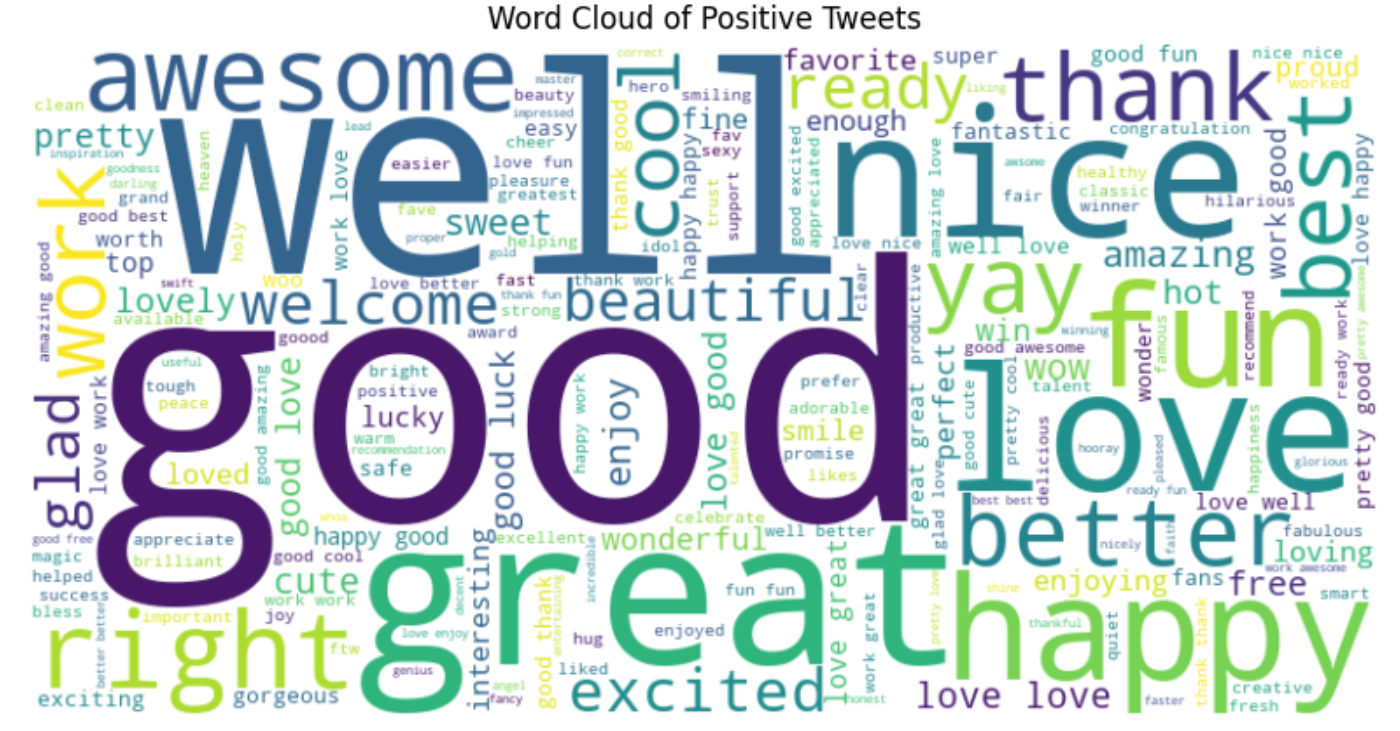 Word Cloud of Positive Tweets
awesome
well
cool
favorite
super
good fun
nice nice
correct
master
beauty
hero
smiling
ready
liking
thank
proud
worked
clean
pretty
inspiration
lead
impressed
easy
cheer
fine
fav
sexy
enough
fantastic
congratulation
best
goodness
darling
grand
good best
heaven
work love
easier
love fun
pleasure
greatest
thank good
happy happy
trust
support
good excited
appreciated
nice
amazing love
awsome
fair
healthy
classic
winner
hilarious
work good
love happy
work
worth
top
holy
fave
proper
sweet
helping
gold
idol
love nice
well love
amazing
amazing good
swift
woo
love better
fast
thank work
clear
lovely
available
welcome
thank fun
strong
beautiful
productive
yay
hot
fun
win
winning
famous
wonder
recommend
ready work
pretty awesome
good
goood
award
good awesome
wow
talent
useful
tough
peace
good amazing
good love
bright
positive
lucky
warm
recommendation
safe
good luck
happy work
enjoy
love good
talented
prefer
adorable
smile
promise
likes
great great
perfect
good cute
pretty cool
delicious
love
hooray
pleased
happiness
glorious
pretty good
glad
love work
loved
whoa
celebrate
well better
glad love
best best
ready fun
love well
good free
appreciate
brilliant
happy good
excellent
wonderful
better
nicely
faith
fabulous
loving
magic
helped
success
bless
good cool
cute
work work
joy
great
decent
interesting
incredible
fun fun
love great
pretty love
shine
enjoying
fans
free
work awesome
smart
right
better better
important
ftw
love enjoy
genius
good thank
entertaining
hug
enjoyed
work great
happy
thankful
quiet
thank thank
exciting
gorgeous
angel
fancy
liked
excited
honest
love love
faster
creative
fresh